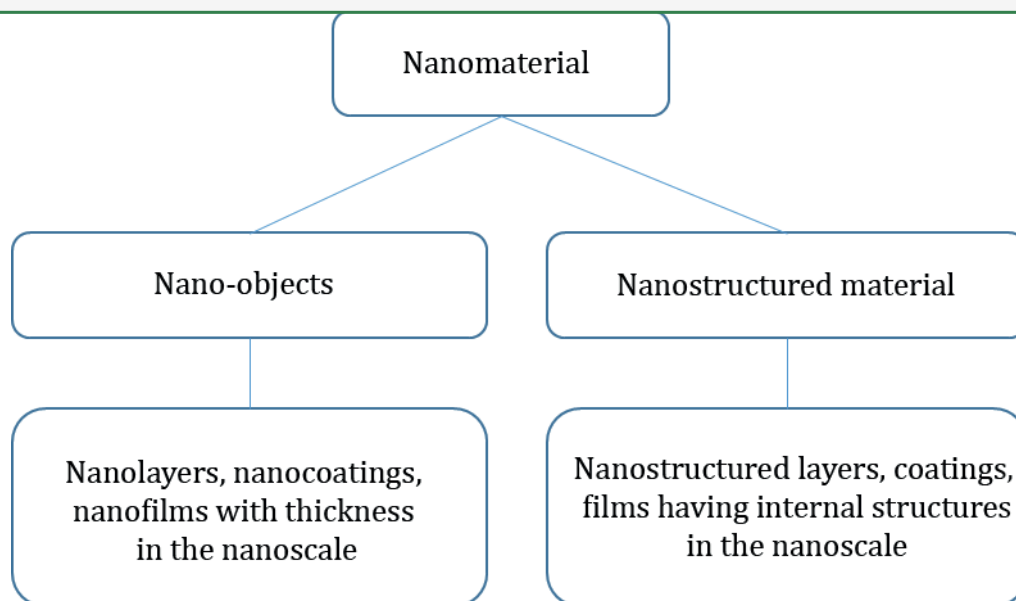 Nanomaterial
Nano-objects
Nanostructured material
Nanolayers, nanocoatings,
nanofilms with thickness
in the nanoscale
Nanostructured layers, coatings,
films having internal structures
in the nanoscale